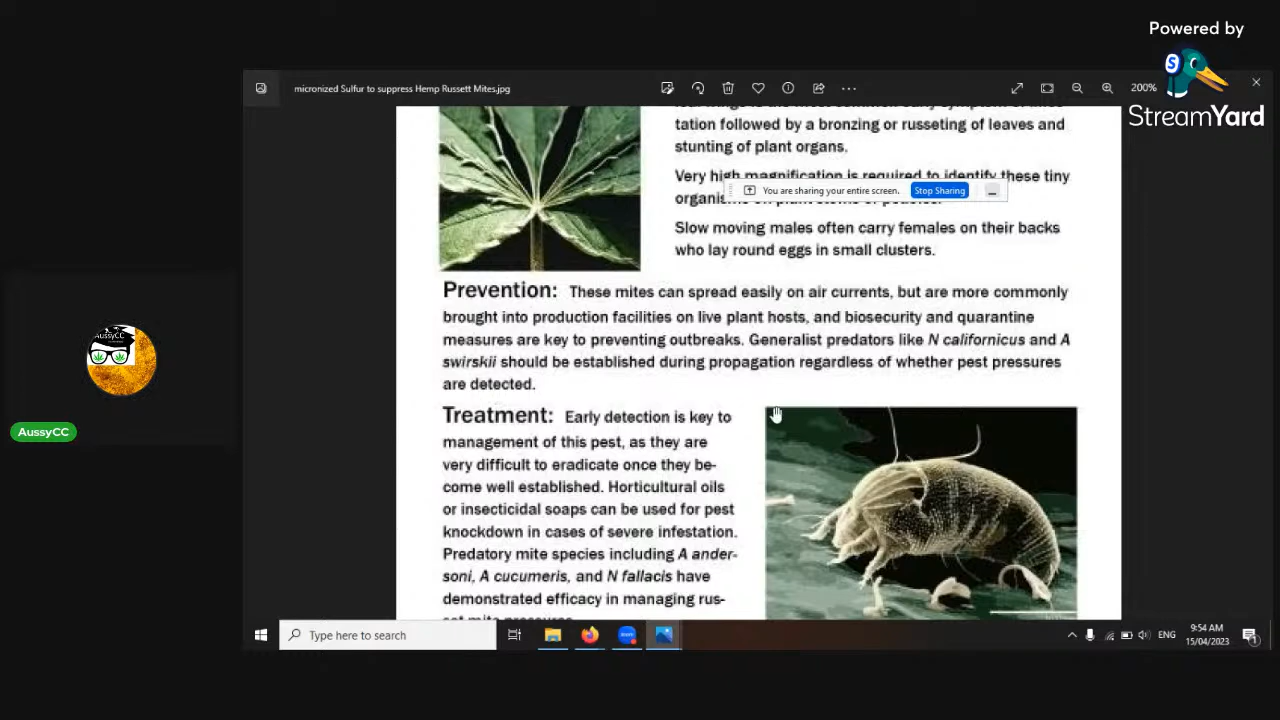 Powered by
StreamYard
micronized Sulfur to suppress Hemp Russett Mites.jpg
200%
tation followed by a bronzing or russeting of leaves and
stunting of plant organs.
Very high magnification is required to identify these tiny
You are sharing your entire screen. Stop Sharing
Slow moving males often carry females on their backs
who lay round eggs in small clusters.
Prevention: These mites can spread easily on air currents, but are more commonly
brought into production facilities on live plant hosts, and biosecurity and quarantine
measures are key to preventing outbreaks. Generalist predators like N californicus and A
swirskii should be established during propagation regardless of whether pest pressures
are detected.
Treatment: Early detection is key to
management of this pest, as they are
very difficult to eradicate once they be-
come well established. Horticultural oils
or insecticidal soaps can be used for pest
knockdown in cases of severe infestation.
Predatory mite species including A ander-
soni, A cucumeris, and N fallacis have
demonstrated efficacy in managing rus-
AussyCC
AussyCC
Type here to search
zoom
ENG
9:54 AM
15/04/2023